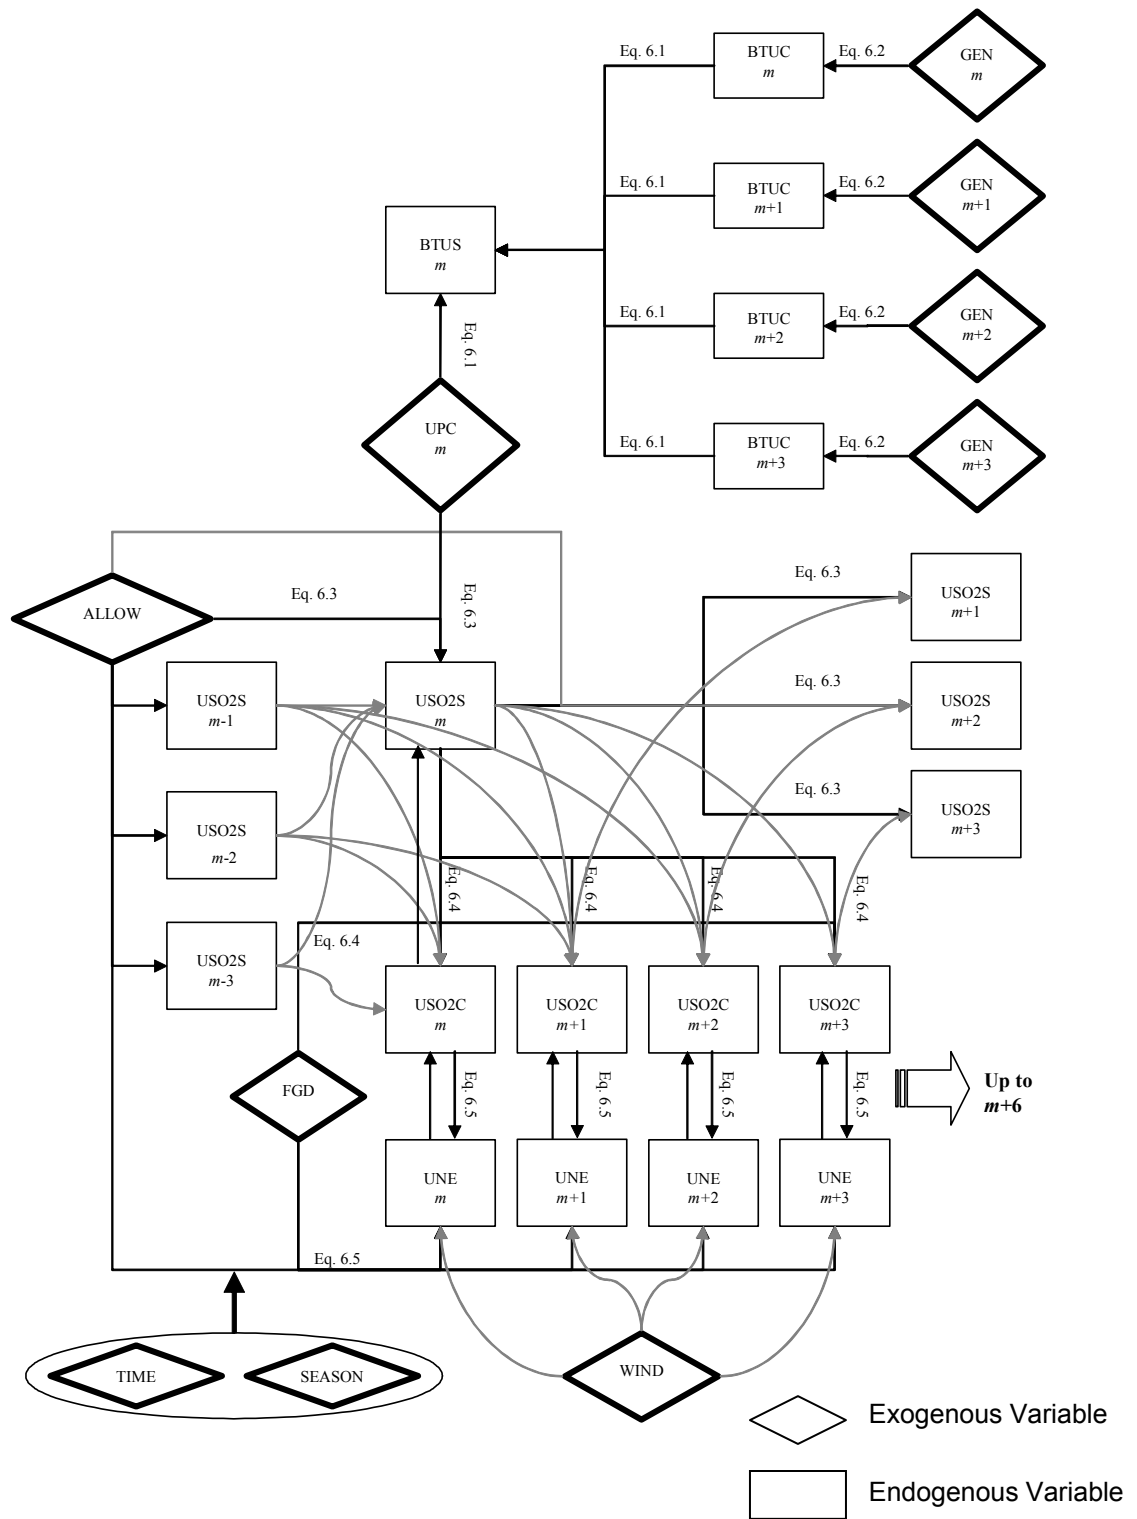 Eq. 6.1
BTUC
m
Eq. 6.2
GEN
m
Eq. 6.1
BTUC
m+1
Eq. 6.2
GEN
m+1
BTUS
m
Eq. 6.1
BTUC
m+2
Eq. 6.2
GEN
m+2
Eq. 6.1
UPC
m
Eq. 6.1
BTUC
m+3
Eq. 6.2
GEN
m+3
ALLOW
Eq. 6.3
Eq. 6.3
Eq. 6.3
USO2S
m+1
USO2S
m-1
USO2S
m
Eq. 6.3
USO2S
m+2
USO2S
m-2
Eq. 6.3
USO2S
m+3
Eq. 6.4
Eq. 6.4
Eq. 6.4
Eq. 6.4
USO2S
m-3
Eq. 6.4
USO2C
m
USO2C
m+1
USO2C
m+2
USO2C
m+3
FGD
Eq. 6.5
Eq. 6.5
Eq. 6.5
Eq. 6.5
Up to
m+6
UNE
m
UNE
m+1
UNE
m+2
UNE
m+3
Eq. 6.5
TIME
SEASON
WIND
Exogenous Variable
Endogenous Variable